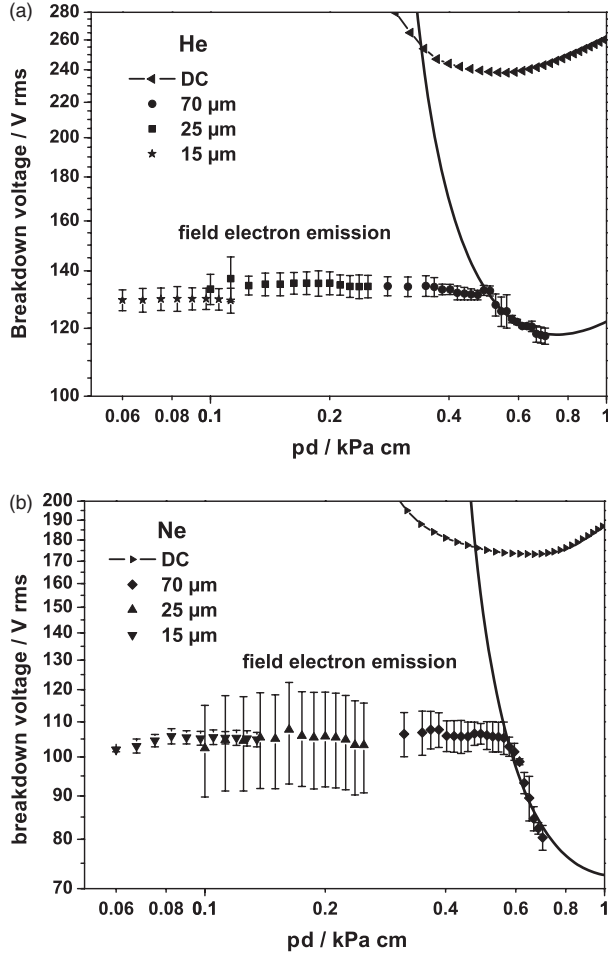 (a)
280
260
240
220
200
180
160
140
120
100
Breakdown voltage / V rms
He
DC
70 µm
25 µm
15 µm
field electron emission
0.06
0.08
0.1
0.2
0.4
0.6
0.8
1
pd / kPa cm
(b)
200
190
180
170
160
150
140
130
120
110
100
90
80
70
breakdown voltage / V rms
Ne
DC
70 µm
25 µm
15 µm
field electron emission
0.06
0.08
0.1
0.2
0.4
0.6
0.8
1
pd / kPa cm